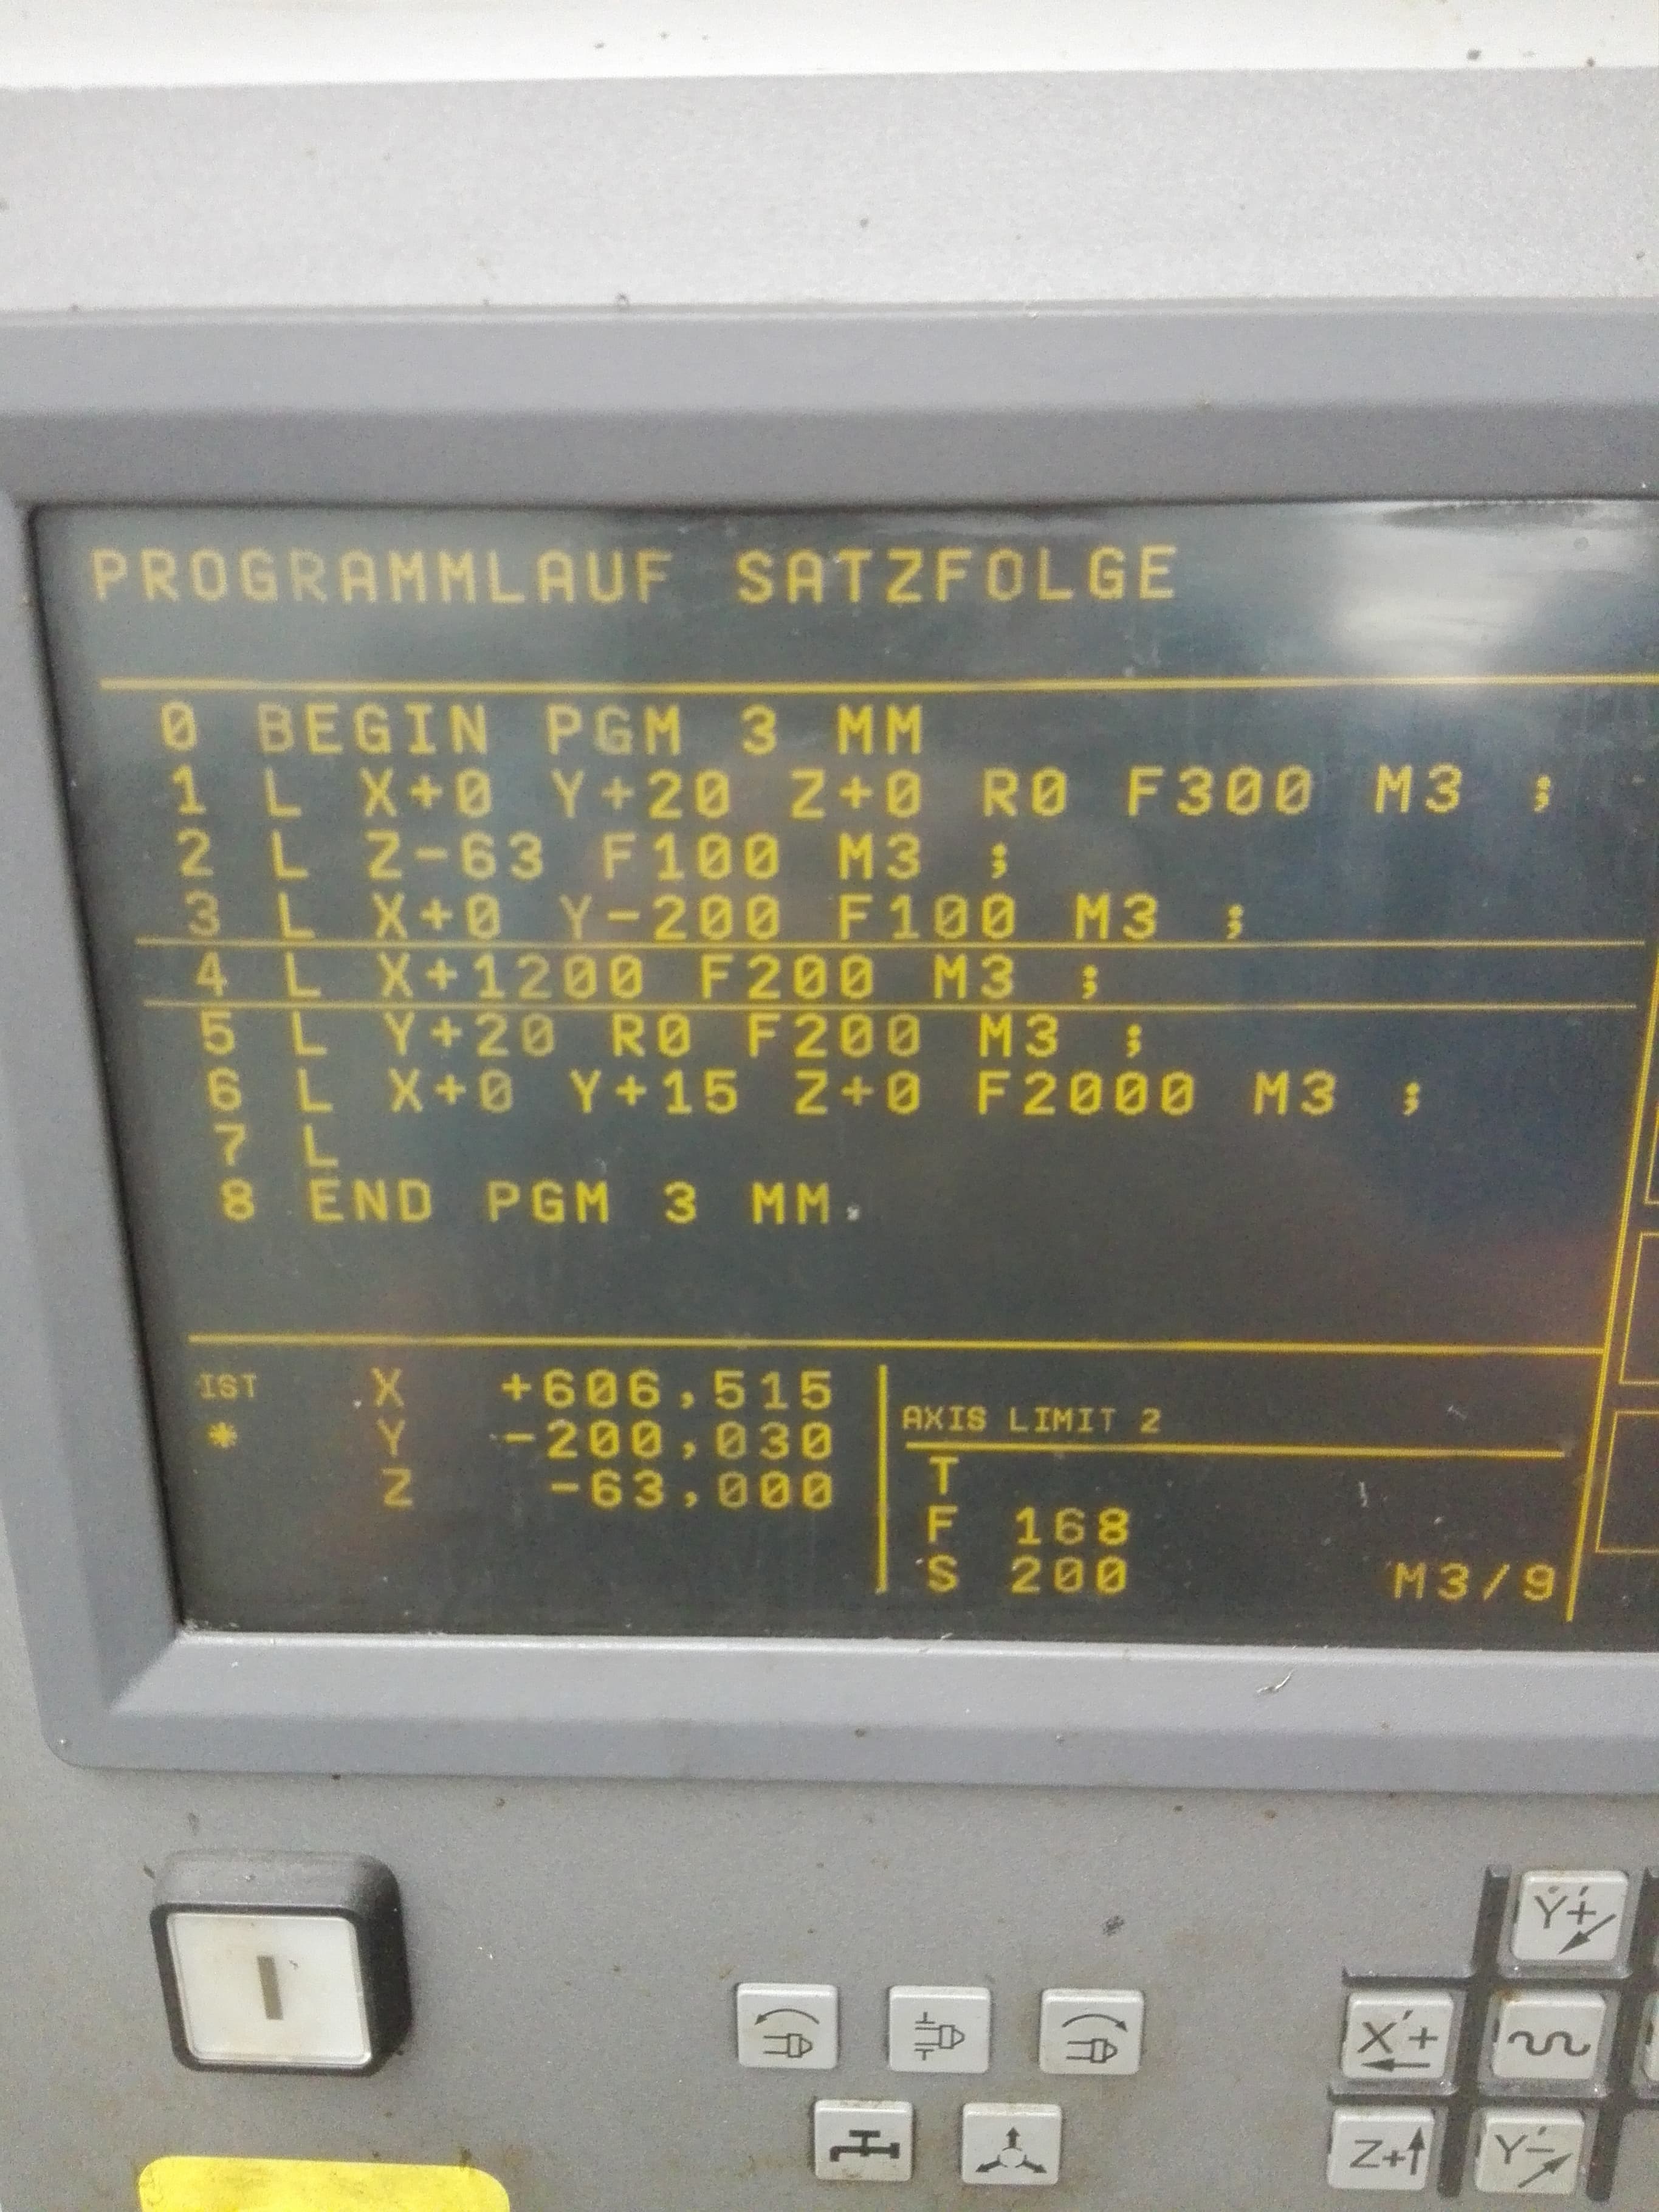 PROGRAMMLAUF SATZFOLGE
0 BEGIN PGM 3 MM
1 L X+0 Y+20 Z+0 R0 F300 M3 ;
2 L Z-63 F100 M3 ;
3 L X+0 Y-200 F100 M3 ;
4 L X+1200 F200 M3 ;
5 L Y+20 R0 F200 M3 ;
6 L X+0 Y+15 Z+0 F2000 M3 ;
7 L
8 END PGM 3 MM
IST X +606,515
* Y -200,030
Z -63,000
AXIS LIMIT 2
T
F 168
S 200 M3/9
I
Y'+
X'+
Z+
Y'-